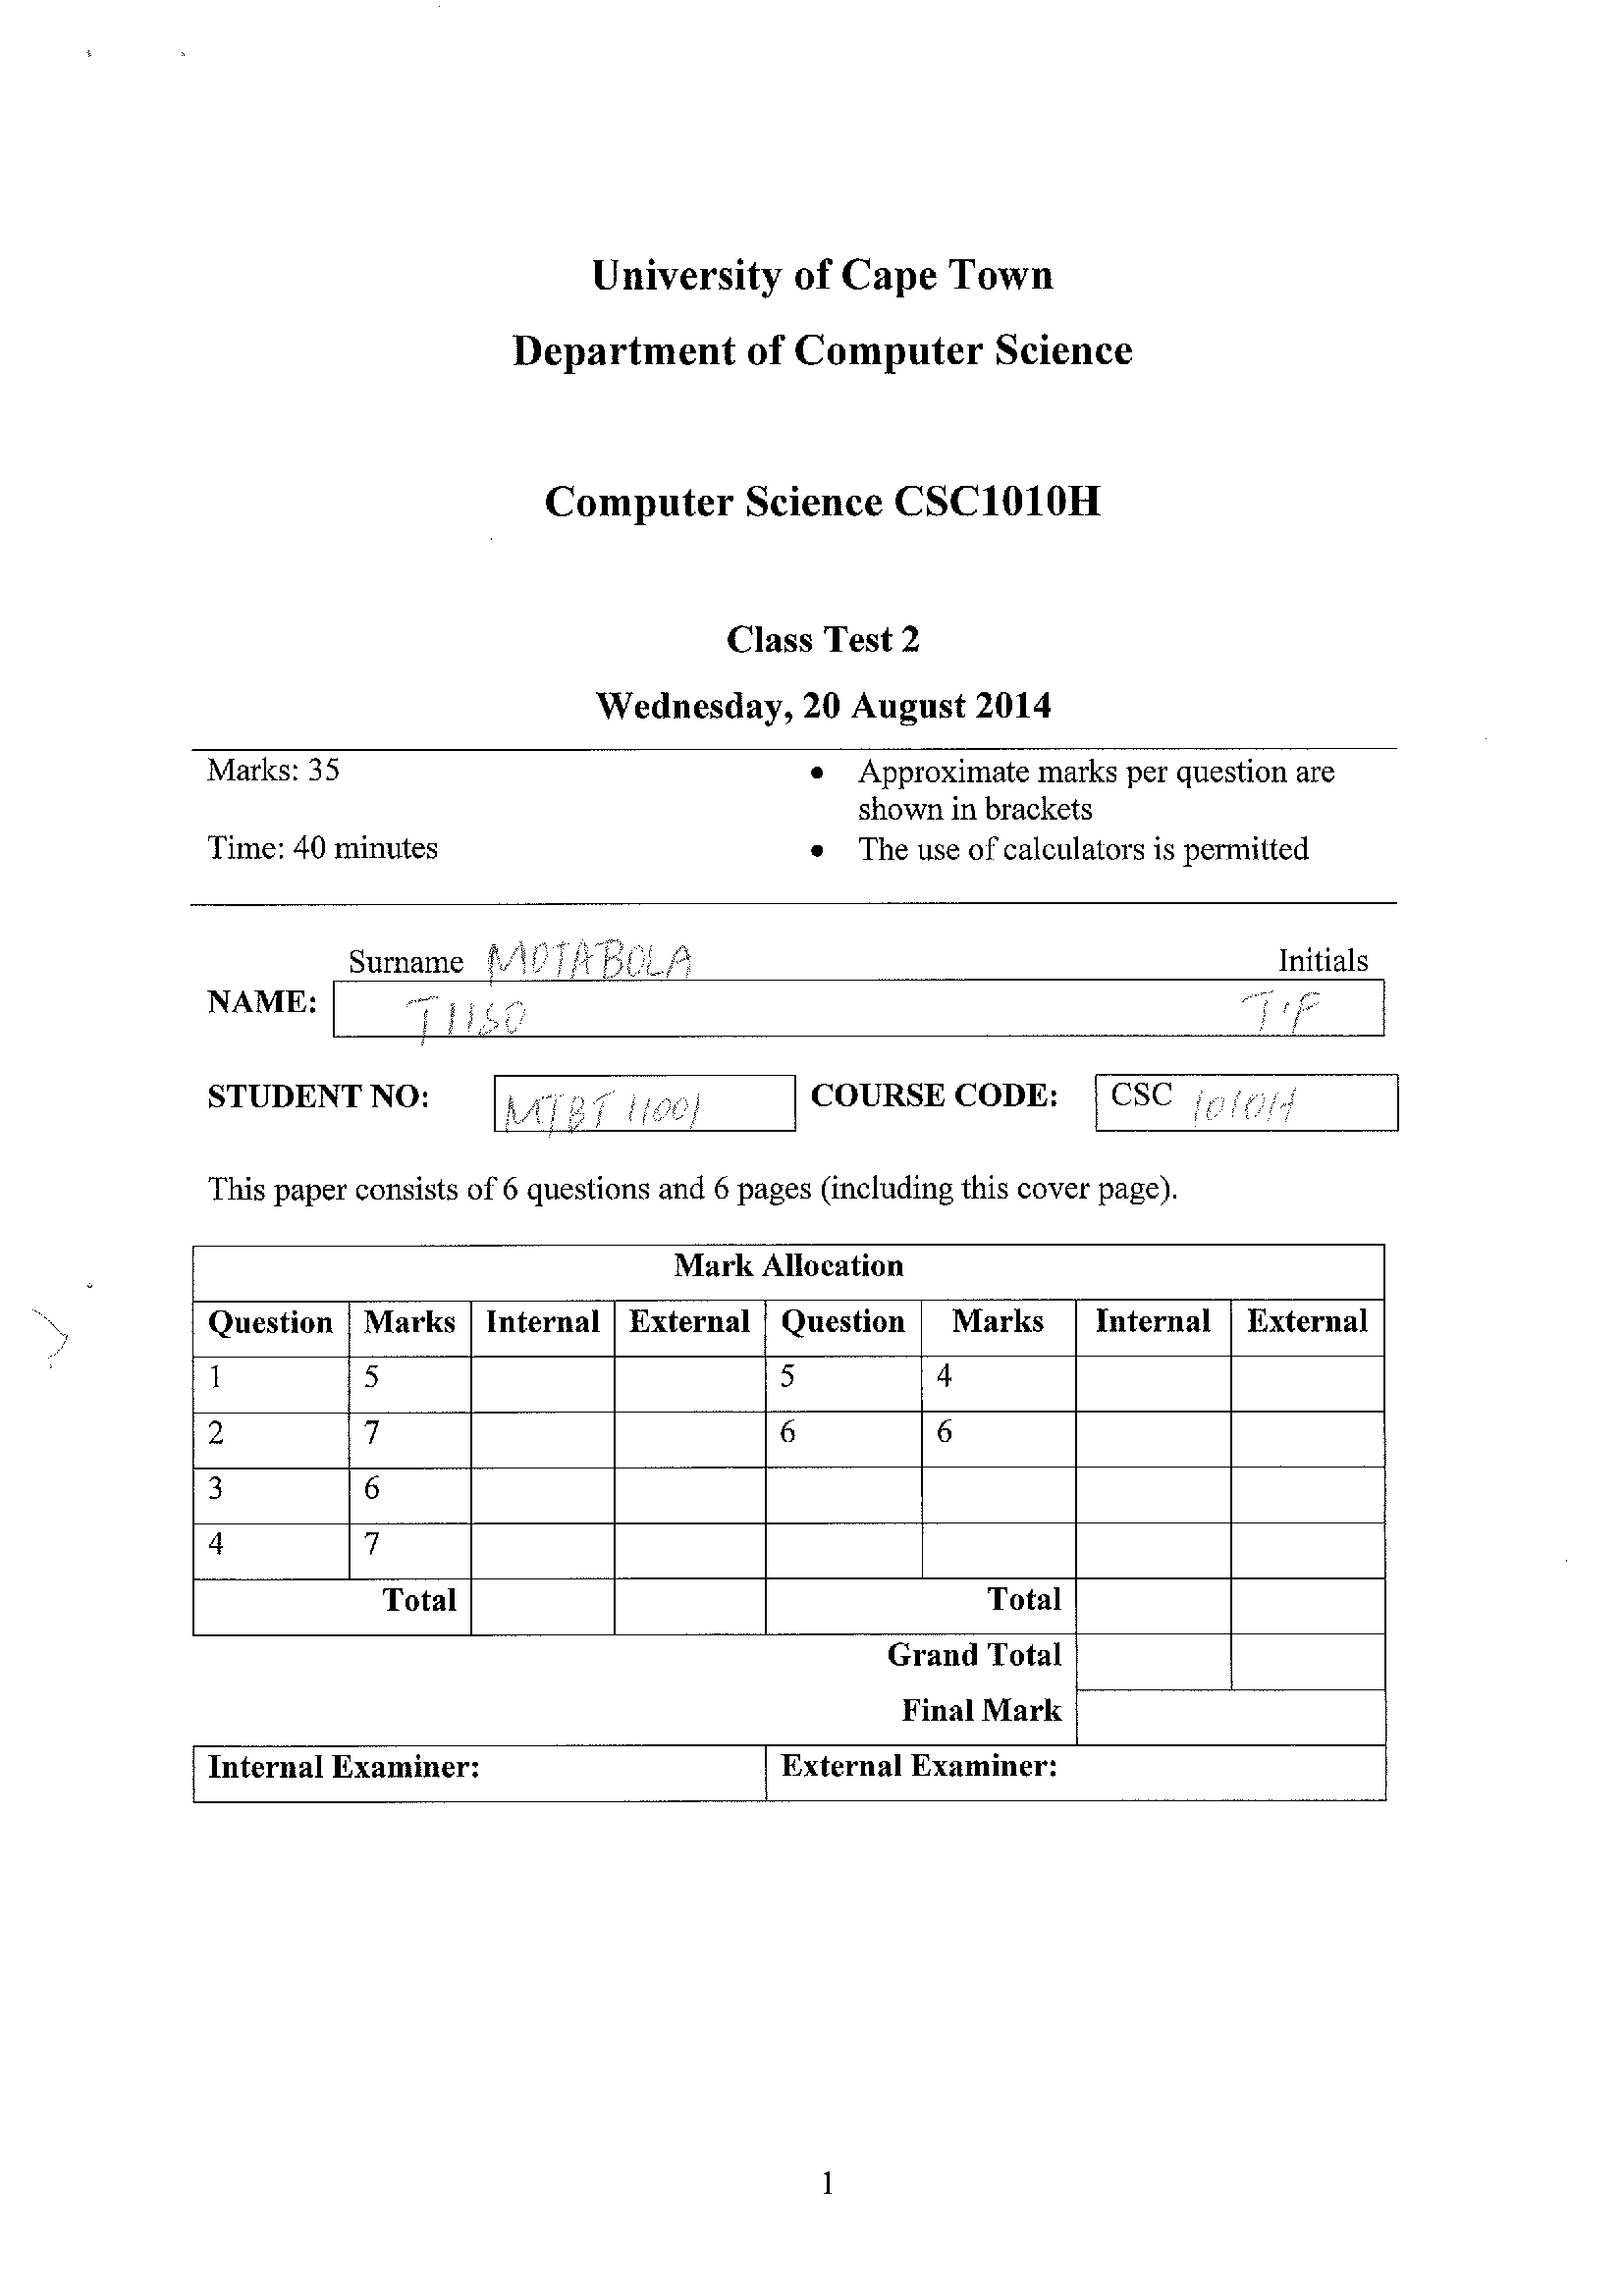 University of Cape Town
Department of Computer Science
Computer Science CSC1010H
Class Test 2
Wednesday, 20 August 2014
Marks: 35
• Approximate marks per question are
shown in brackets
Time: 40 minutes
• The use of calculators is permitted
Surname MOTABOLA Initials
NAME: TIISO T.P
STUDENT NO: MTBT11001 COURSE CODE: CSC 1010H
This paper consists of 6 questions and 6 pages (including this cover page).
Mark Allocation
Question Marks Internal External Question Marks Internal External
1 5 5 4
2 7 6 6
3 6
4 7
Total Total
Grand Total
Final Mark
Internal Examiner: External Examiner:
1